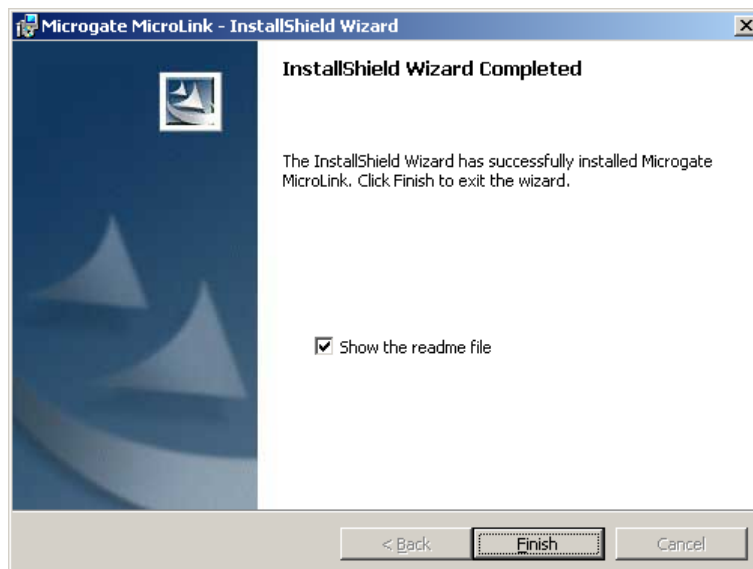 Microgate MicroLink - InstallShield Wizard
InstallShield Wizard Completed
The InstallShield Wizard has successfully installed Microgate
MicroLink. Click Finish to exit the wizard.
Show the readme file
< Back
Finish
Cancel